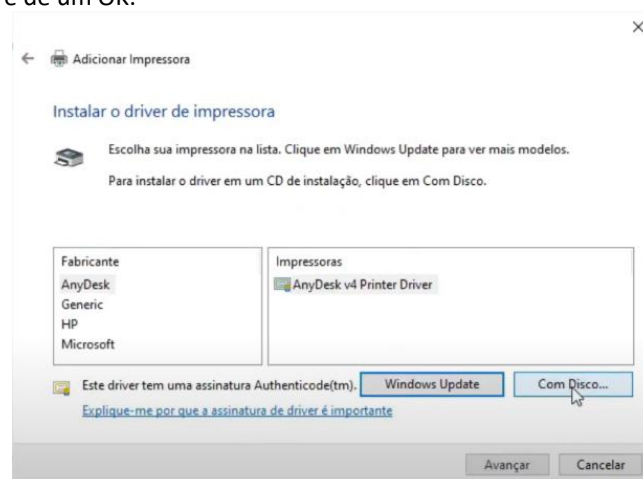 e dê um OK.
Adicionar Impressora
Instalar o driver de impressora
Escolha sua impressora na lista. Clique em Windows Update para ver mais modelos.
Para instalar o driver em um CD de instalação, clique em Com Disco.
Fabricante
AnyDesk
Generic
HP
Microsoft
Impressoras
AnyDesk v4 Printer Driver
Este driver tem uma assinatura Authenticode(tm).
Windows Update
Com Disco...
Explique-me por que a assinatura de driver é importante
Avançar
Cancelar